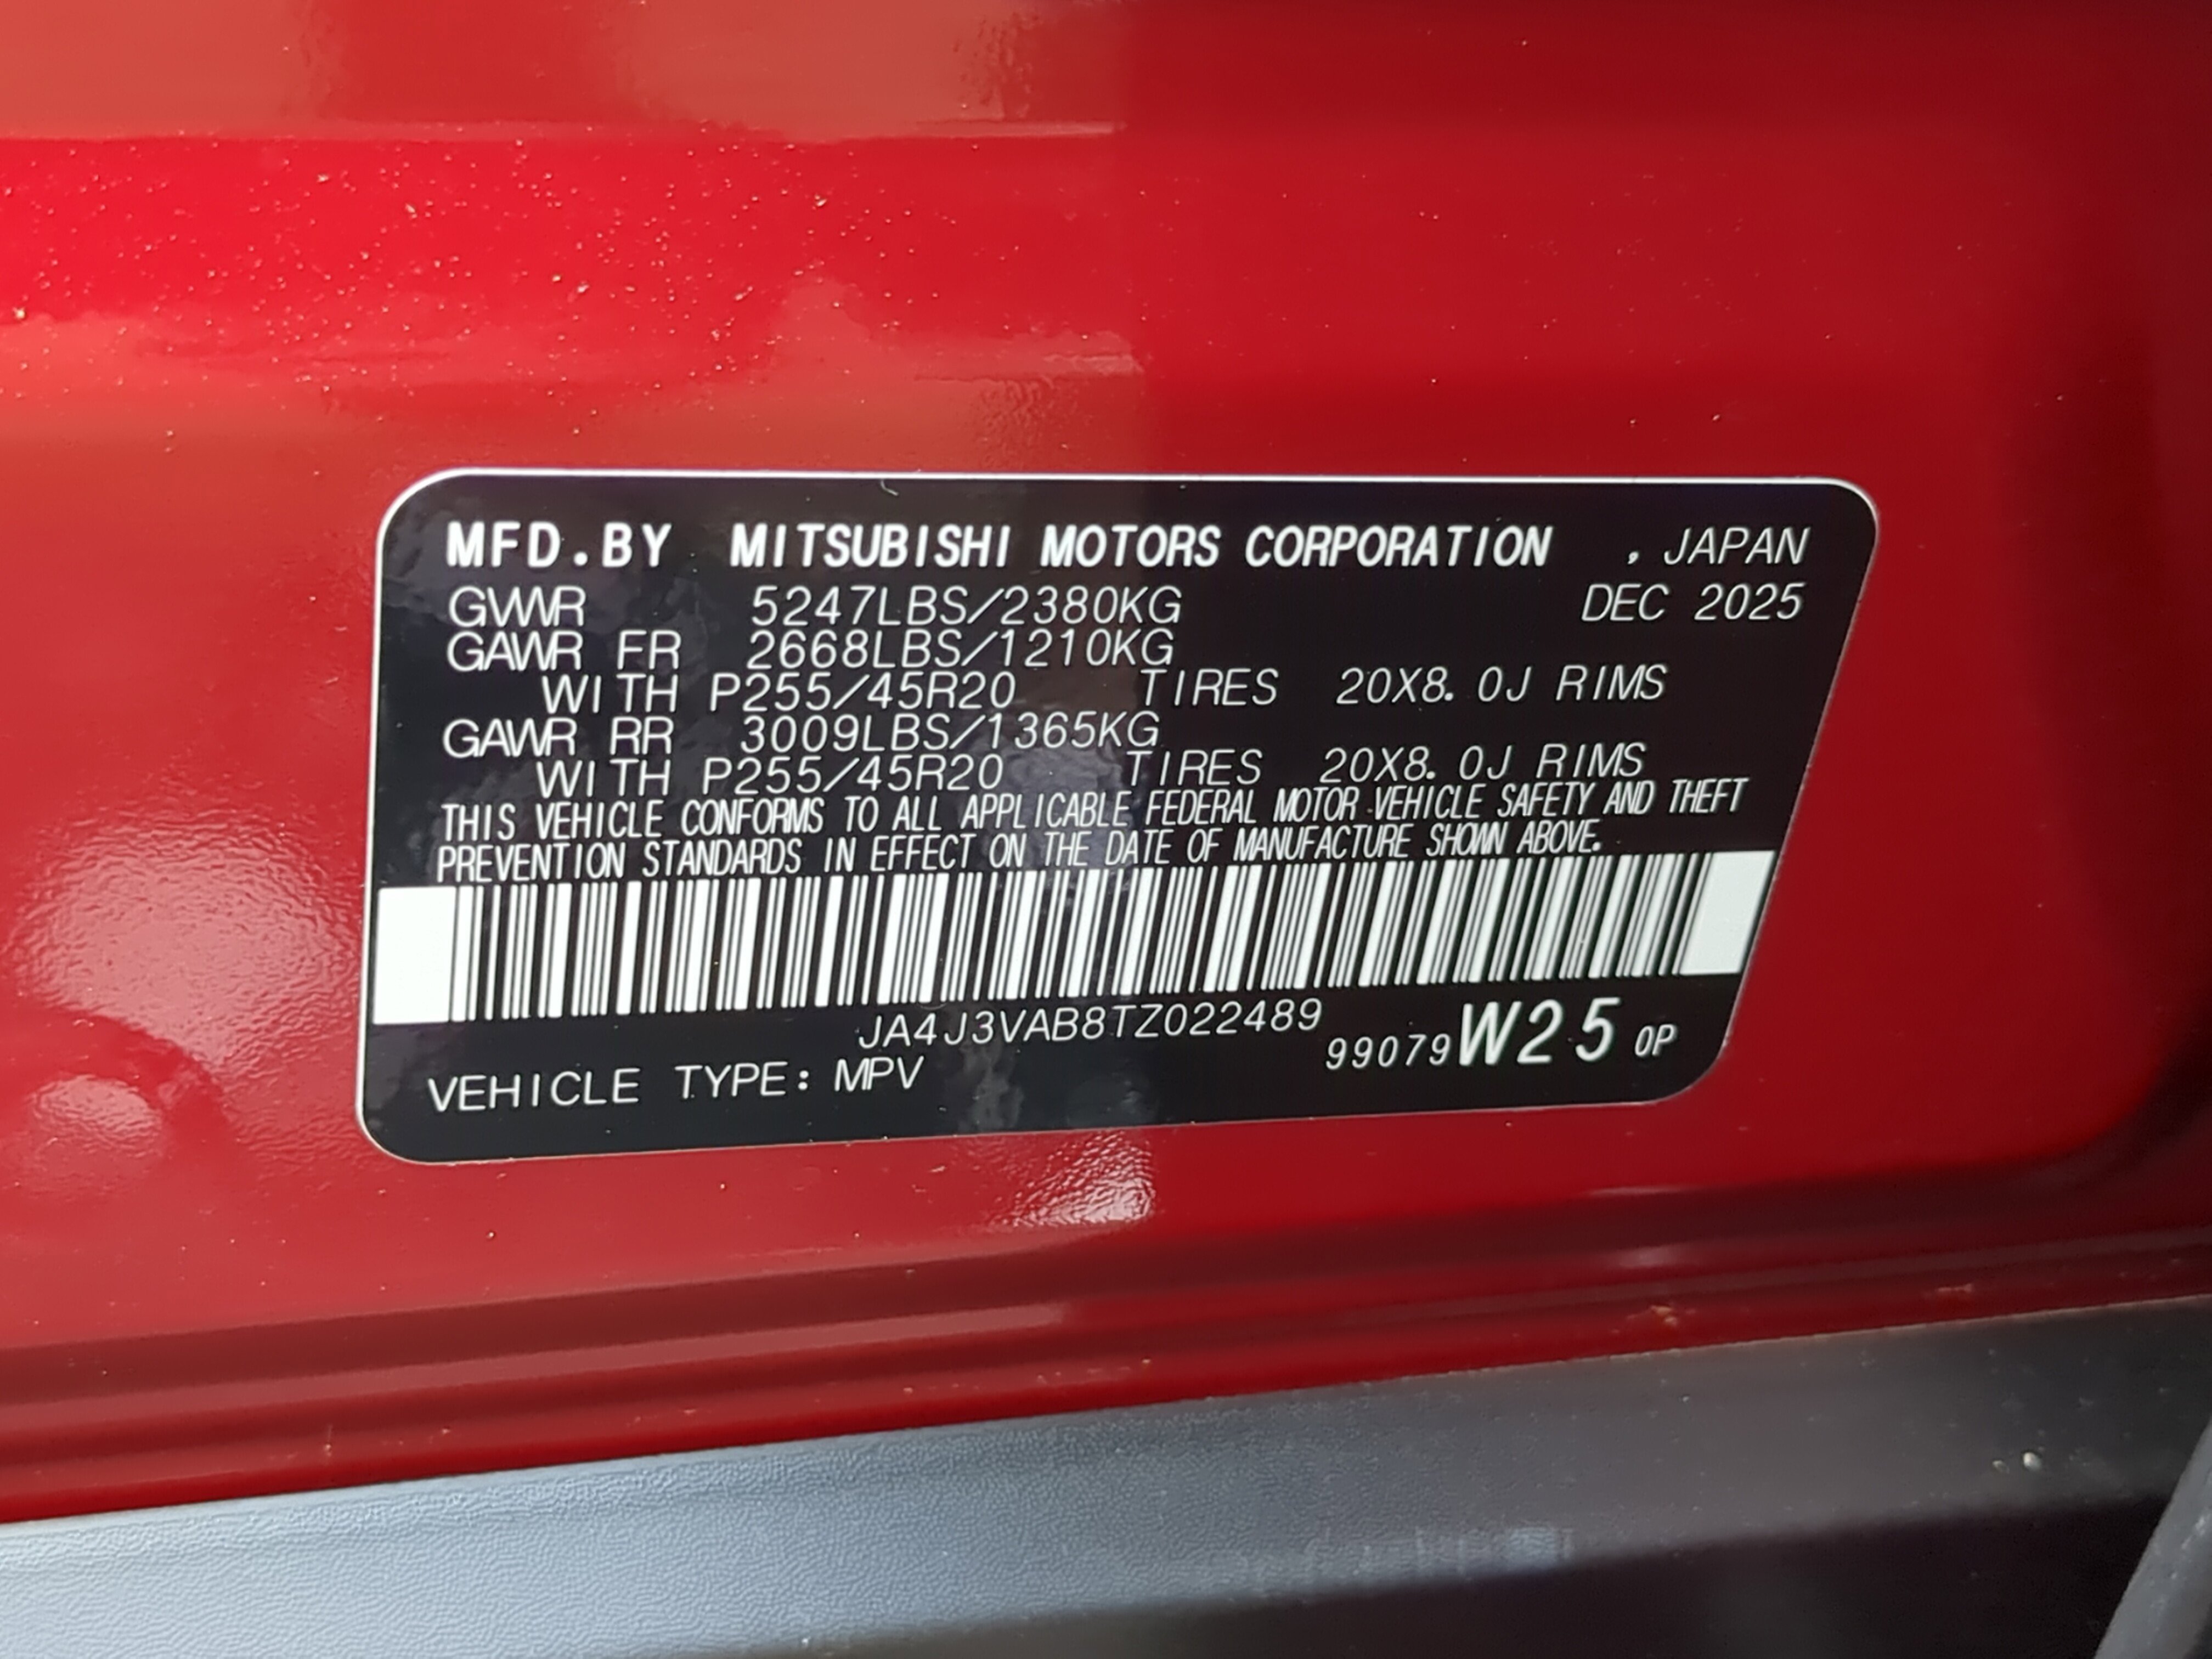 MFD.BY MITSUBISHI MOTORS CORPORATION , JAPAN
GVWR 5247LBS/2380KG DEC 2025
GAWR FR 2668LBS/1210KG
WITH P255/45R20 TIRES 20X8.0J RIMS
GAWR RR 3009LBS/1365KG
WITH P255/45R20 TIRES 20X8.0J RIMS
THIS VEHICLE CONFORMS TO ALL APPLICABLE FEDERAL MOTOR VEHICLE SAFETY AND THEFT
PREVENTION STANDARDS IN EFFECT ON THE DATE OF MANUFACTURE SHOWN ABOVE.
JA4J3VAB8TZ022489
99079 W25 OP
VEHICLE TYPE: MPV